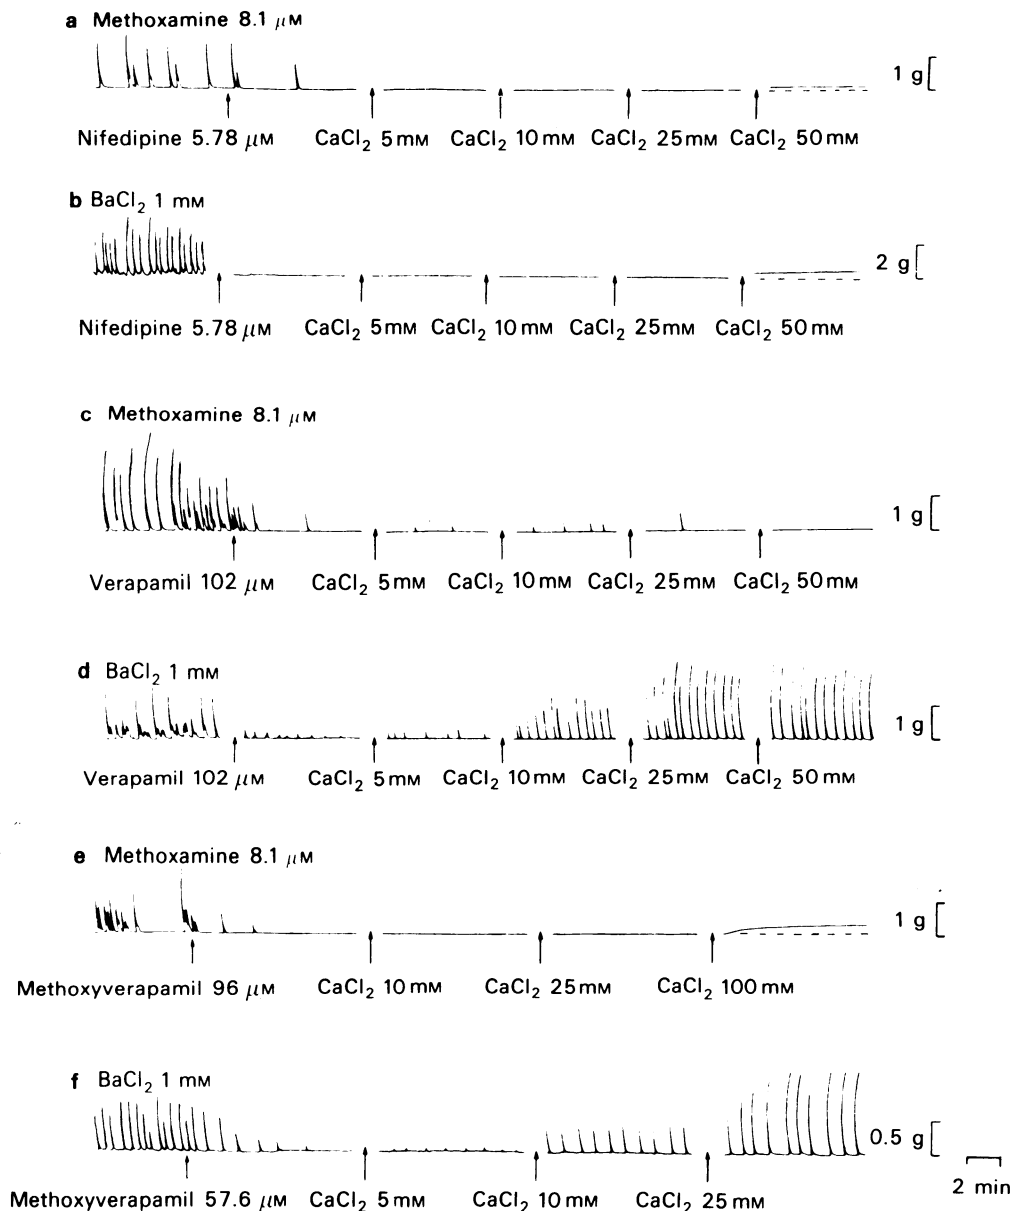 a Methoxamine 8.1 μM
1 g
Nifedipine 5.78 μM CaCl₂ 5 mM CaCl₂ 10 mM CaCl₂ 25 mM CaCl₂ 50 mM
b BaCl₂ 1 mM
2 g
Nifedipine 5.78 μM CaCl₂ 5 mM CaCl₂ 10 mM CaCl₂ 25 mM CaCl₂ 50 mM
c Methoxamine 8.1 μM
1 g
Verapamil 102 μM CaCl₂ 5 mM CaCl₂ 10 mM CaCl₂ 25 mM CaCl₂ 50 mM
d BaCl₂ 1 mM
1 g
Verapamil 102 μM CaCl₂ 5 mM CaCl₂ 10 mM CaCl₂ 25 mM CaCl₂ 50 mM
e Methoxamine 8.1 μM
1 g
Methoxyverapamil 96 μM CaCl₂ 10 mM CaCl₂ 25 mM CaCl₂ 100 mM
f BaCl₂ 1 mM
0.5 g
Methoxyverapamil 57.6 μM CaCl₂ 5 mM CaCl₂ 10 mM CaCl₂ 25 mM
2 min